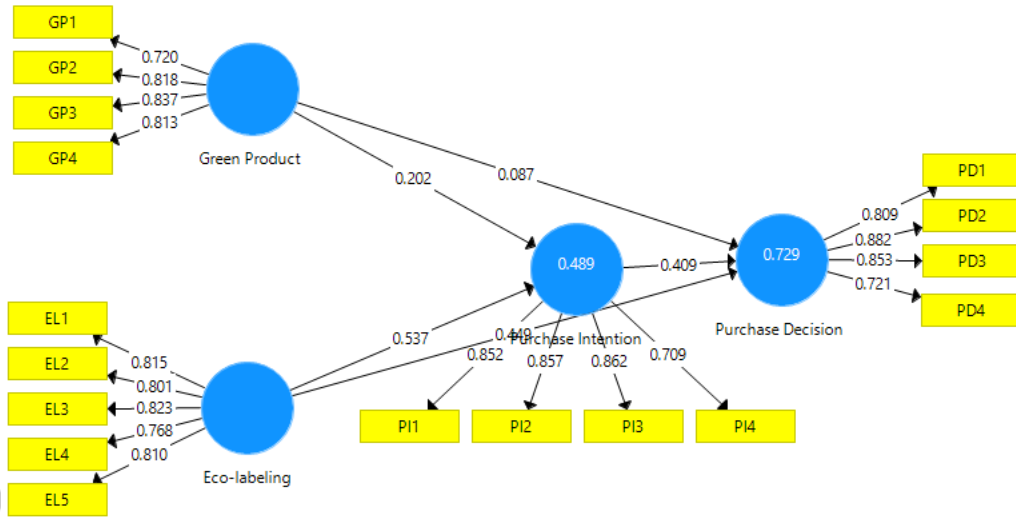 GP1
0.720
GP2
0.818
GP3
0.837
GP4
0.813
Green Product
0.202
0.087
0.489
0.409
0.729
PD1
0.809
PD2
0.882
PD3
0.853
PD4
0.721
Purchase Decision
Purchase Intention
0.537
0.449
0.852
0.857
0.862
0.709
PI1
PI2
PI3
PI4
EL1
0.815
EL2
0.801
EL3
0.823
EL4
0.768
EL5
0.810
Eco-labeling